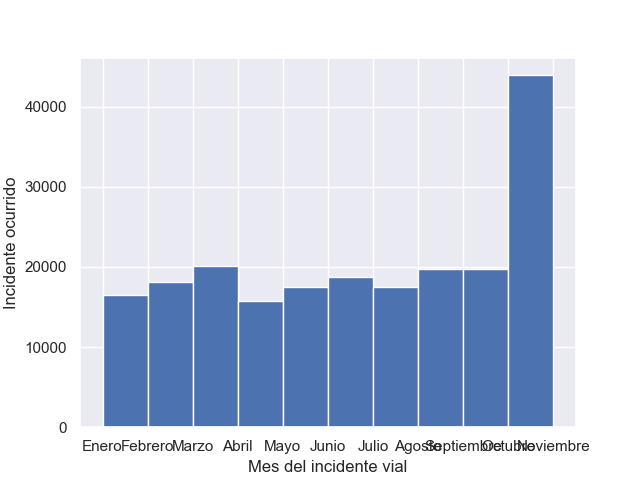 40000
30000
20000
10000
0
Incidente ocurrido
Enero Febrero Marzo Abril Mayo Junio Julio Agosto Septiembre Octubre Noviembre
Mes del incidente vial